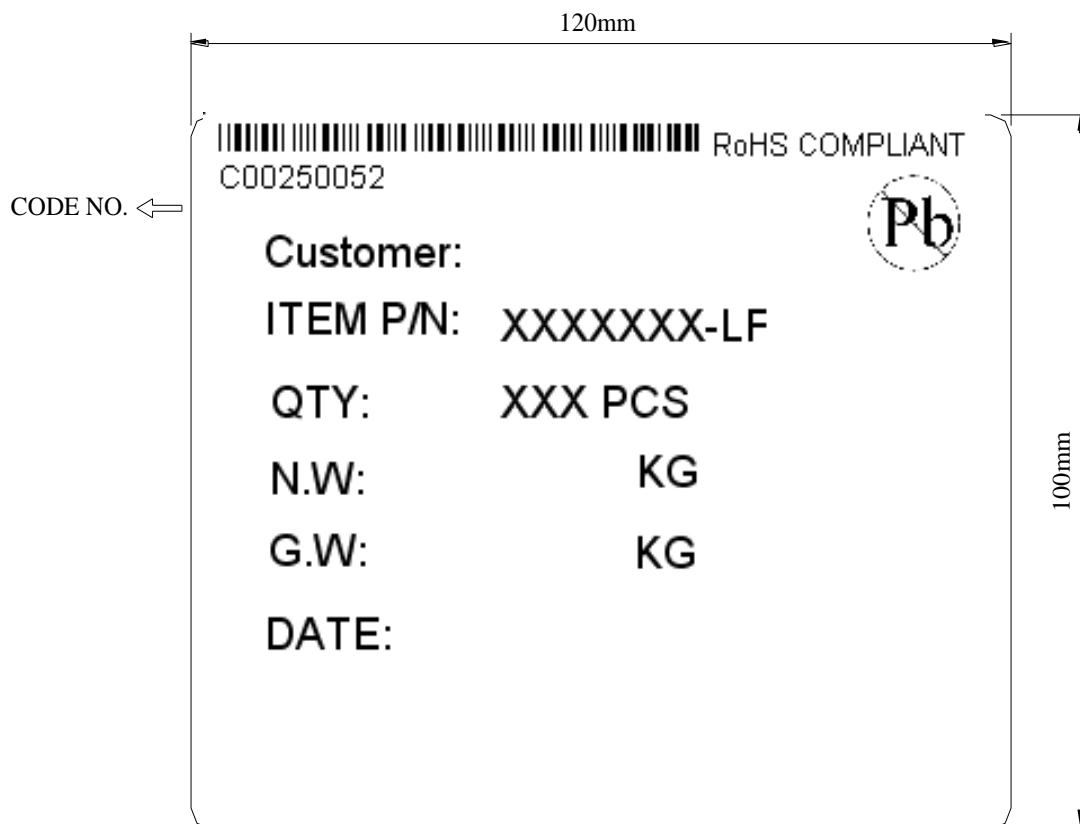 120mm
RoHS COMPLIANT
C00250052
CODE NO.
Pb
Customer:
ITEM P/N: XXXXXXX-LF
QTY: XXX PCS
N.W: KG
G.W: KG
DATE:
100mm